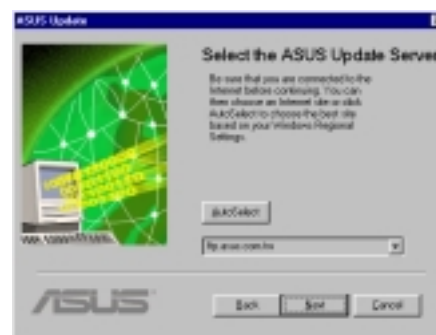 ASUS Update
Select the ASUS Update Server
Be sure that you are connected to the
Internet before continuing. You can
then choose an Internet site or click
AutoSelect to choose the best site
based on your Windows Regional
Settings.
AutoSelect
ftp.asus.com.tw
ASUS
Back
Next
Cancel